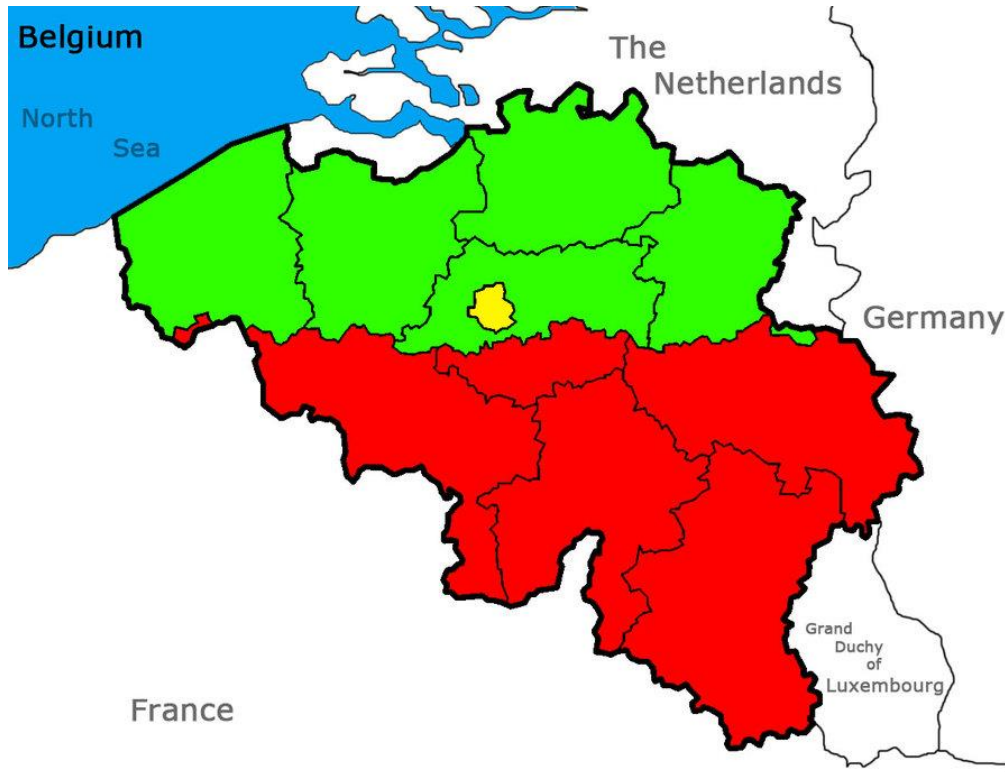 Belgium
North
Sea
The
Netherlands
Germany
Grand
Duchy
of
Luxembourg
France